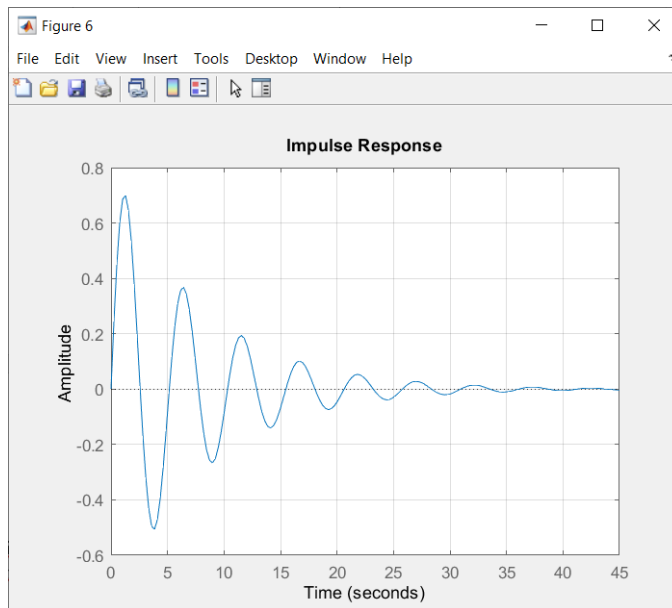 Figure 6
File Edit View Insert Tools Desktop Window Help
Impulse Response
0.8
0.6
0.4
0.2
0
-0.2
-0.4
-0.6
Amplitude
0 5 10 15 20 25 30 35 40 45
Time (seconds)